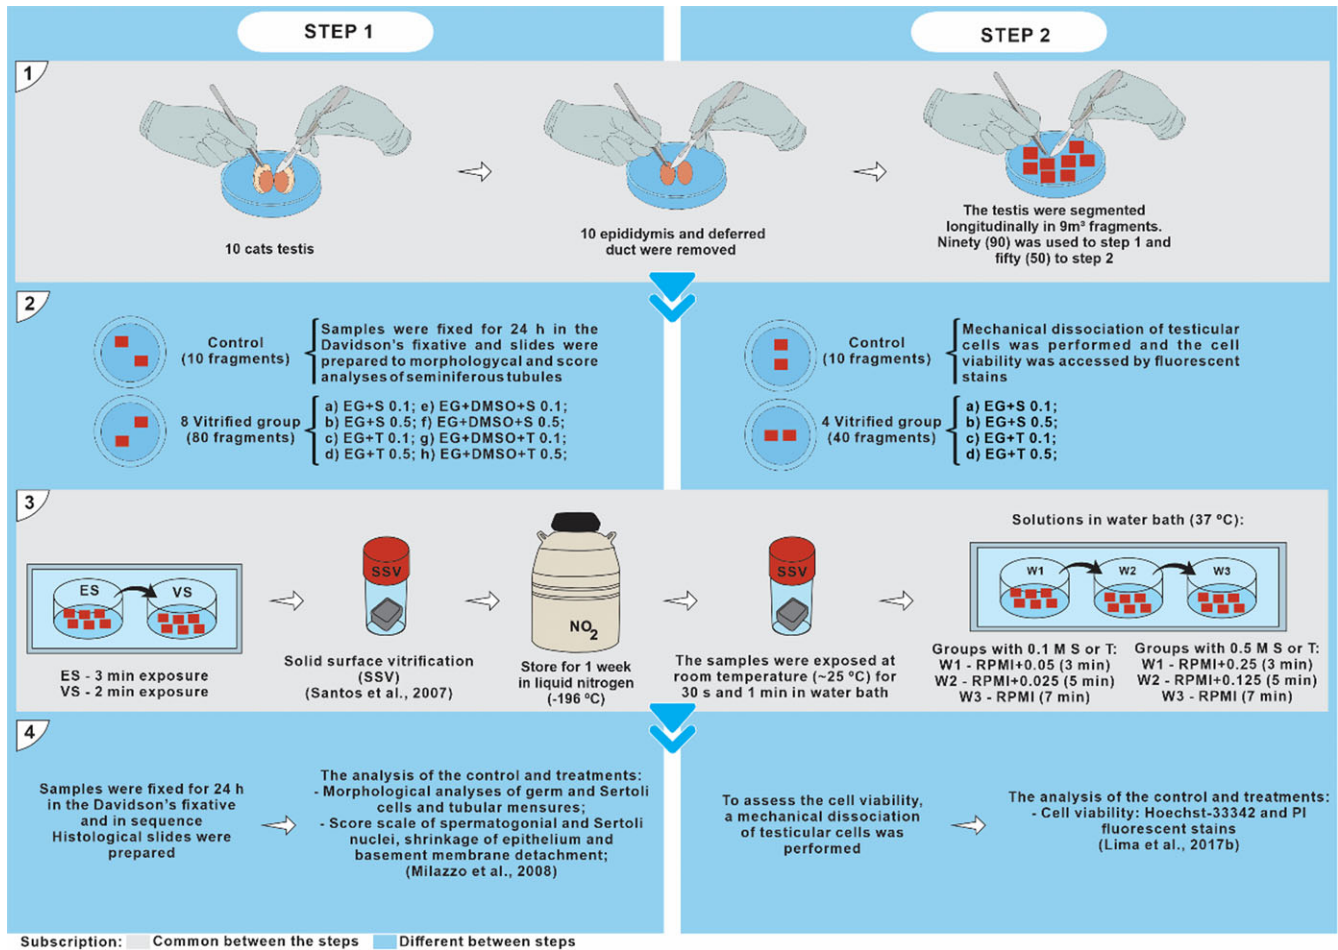 STEP 1
STEP 2
1
10 cats testis
10 epididymis and deferred
duct were removed
The testis were segmented
longitudinally in 9m³ fragments.
Ninety (90) was used to step 1 and
fifty (50) to step 2
2
Control
(10 fragments)
Samples were fixed for 24 h in the
Davidson's fixative and slides were
prepared to morphologycal and score
analyses of seminiferous tubules
8 Vitrified group
(80 fragments)
a) EG+S 0.1; e) EG+DMSO+S 0.1;
b) EG+S 0.5; f) EG+DMSO+S 0.5;
c) EG+T 0.1; g) EG+DMSO+T 0.1;
d) EG+T 0.5; h) EG+DMSO+T 0.5;
Control
(10 fragments)
Mechanical dissociation of testicular
cells was performed and the cell
viability was accessed by fluorescent
stains
4 Vitrified group
(40 fragments)
a) EG+S 0.1;
b) EG+S 0.5;
c) EG+T 0.1;
d) EG+T 0.5;
3
ES
VS
ES - 3 min exposure
VS - 2 min exposure
SSV
Solid surface vitrification
(SSV)
(Santos et al., 2007)
NO2
Store for 1 week
in liquid nitrogen
(-196 ºC)
SSV
The samples were exposed at
room temperature (~25 ºC) for
30 s and 1 min in water bath
Solutions in water bath (37 ºC):
W1
W2
W3
Groups with 0.1 M S or T:
W1 - RPMI+0.05 (3 min)
W2 - RPMI+0.025 (5 min)
W3 - RPMI (7 min)
Groups with 0.5 M S or T:
W1 - RPMI+0.25 (3 min)
W2 - RPMI+0.125 (5 min)
W3 - RPMI (7 min)
4
Samples were fixed for 24 h
in the Davidson's fixative
and in sequence
Histological slides were
prepared
The analysis of the control and treatments:
- Morphological analyses of germ and Sertoli
cells and tubular mensures;
- Score scale of spermatogonial and Sertoli
nuclei, shrinkage of epithelium and
basement membrane detachment;
(Milazzo et al., 2008)
To assess the cell viability,
a mechanical dissociation
of testicular cells was
performed
The analysis of the control and treatments:
- Cell viability: Hoechst-33342 and PI
fluorescent stains
(Lima et al., 2017b)
Subscription: Common between the steps Different between steps